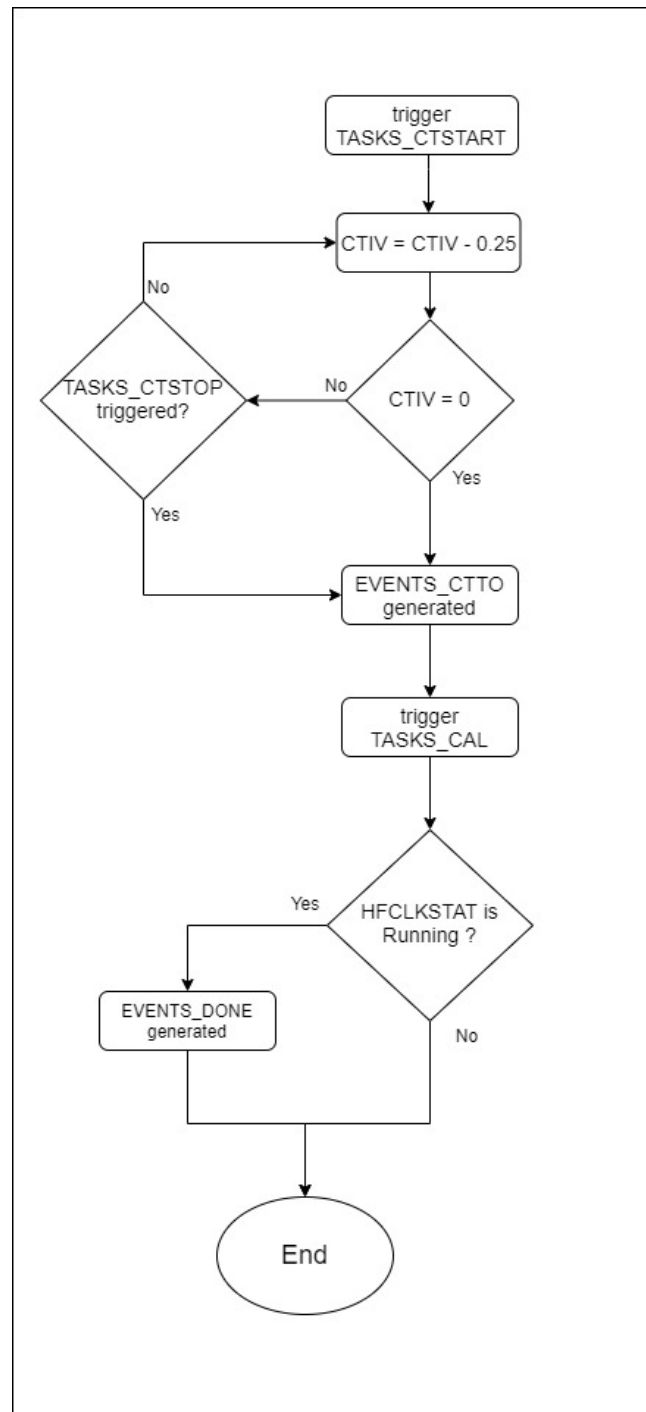 trigger
TASKS_CTSTART
CTIV = CTIV - 0.25
No
TASKS_CTSTOP
triggered?
No
CTIV = 0
Yes
Yes
EVENTS_CTTO
generated
trigger
TASKS_CAL
Yes
HFCLKSTAT is
Running ?
EVENTS_DONE
generated
No
End